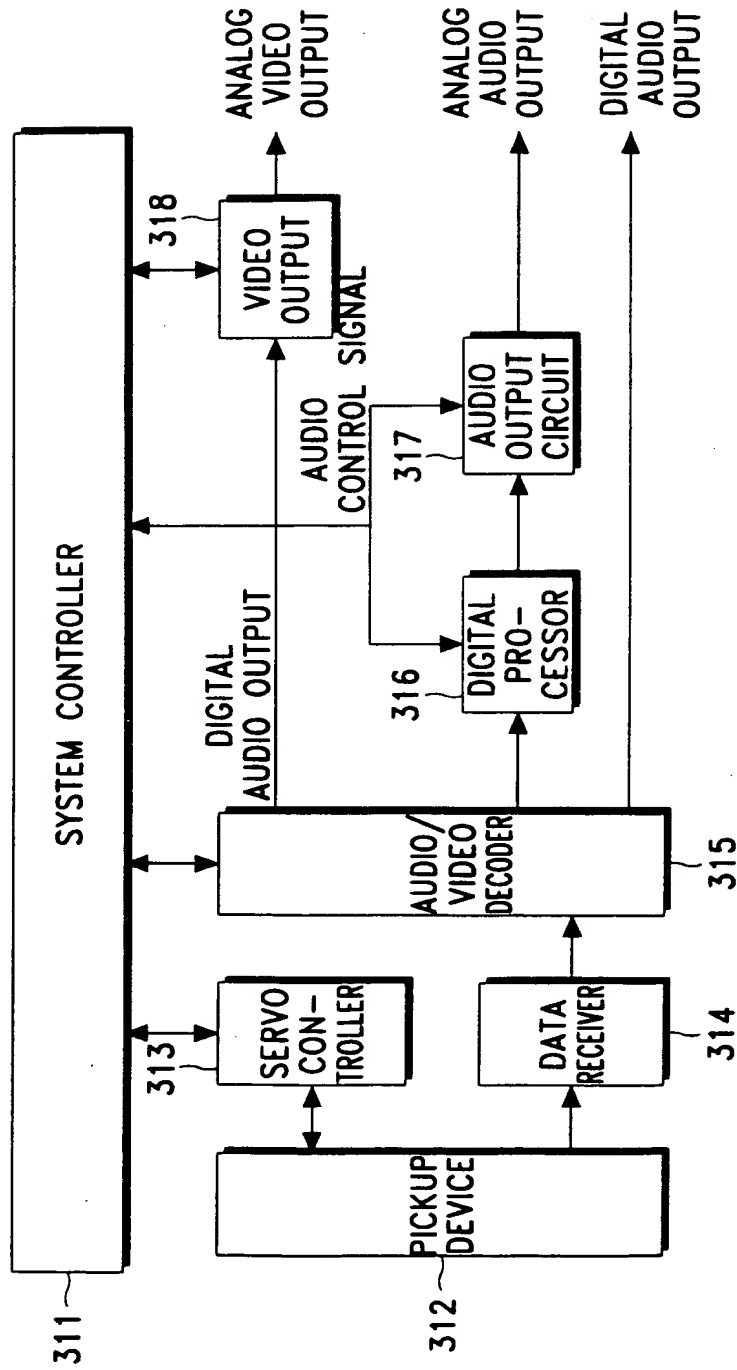 311
SYSTEM CONTROLLER
312
PICKUP
DEVICE
313
SERVO
CON-
TROLLER
314
DATA
RECEIVER
315
AUDIO/
VIDEO
DECODER
DIGITAL
AUDIO OUTPUT
316
DIGITAL
PRO-
CESSOR
AUDIO
CONTROL SIGNAL
317
AUDIO
OUTPUT
CIRCUIT
318
VIDEO
OUTPUT
ANALOG
VIDEO
OUTPUT
ANALOG
AUDIO
OUTPUT
DIGITAL
AUDIO
OUTPUT